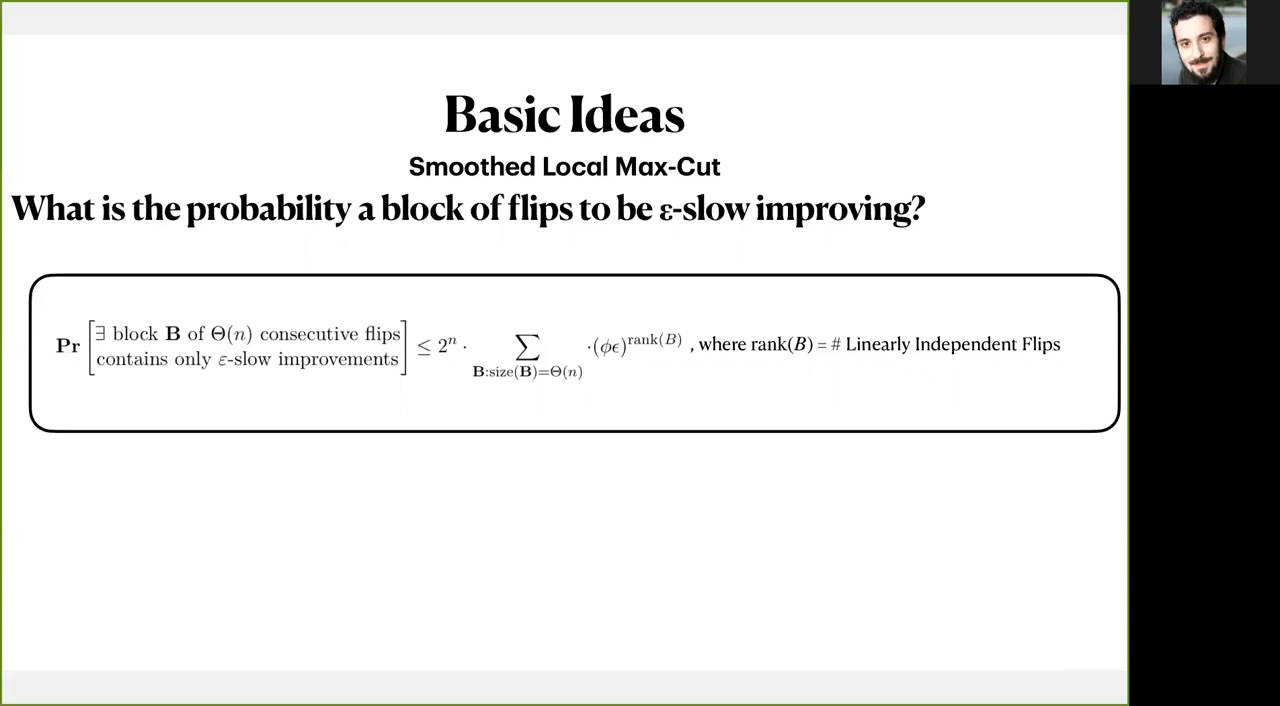 Basic Ideas
Smoothed Local Max-Cut
What is the probability a block of flips to be ε-slow improving?
Pr [∃ block B of Θ(n) consecutive flips contains only ε-slow improvements] ≤ 2^n · ∑_{B:size(B)=Θ(n)} ·(ϕϵ)^{rank(B)} , where rank(B) = # Linearly Independent Flips